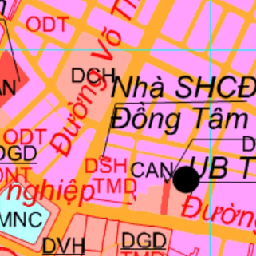 ODT
Đường Võ
DCH
Nhà SHCĐ
Đồng Tâm
ODT
DGD
DSH
TMD
CAN
UB
nghiệp
Đường
MNC
DVH
DGD
TMD